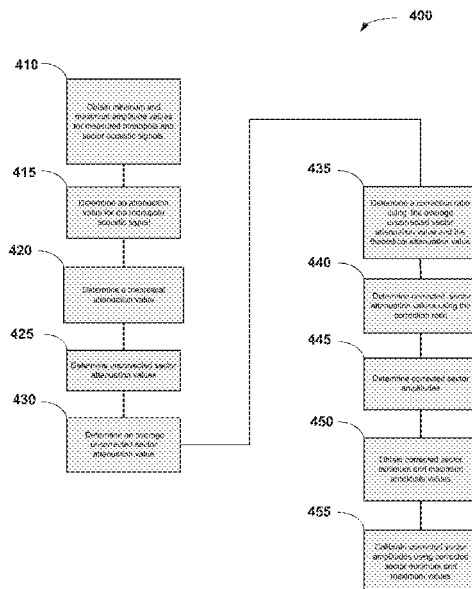 400
410
Obtain minimum and
maximum amplitude values
for measured monopole and
sector acoustic signals
415
Determine an attenuation
value for the monopole
acoustic signal
420
Determine a theoretical
attenuation value
425
Determine uncorrected sector
attenuation values
430
Determine an average
uncorrected sector
attenuation value
435
Determine a correction ratio
using the average
uncorrected sector
attenuation value and the
theoretical attenuation value
440
Determine corrected sector
attenuation values using the
correction ratio
445
Determine corrected sector
amplitudes
450
Obtain corrected sector
minimum and maximum
amplitude values
455
Calibrate corrected sector
amplitudes using corrected
sector minimum and
maximum values